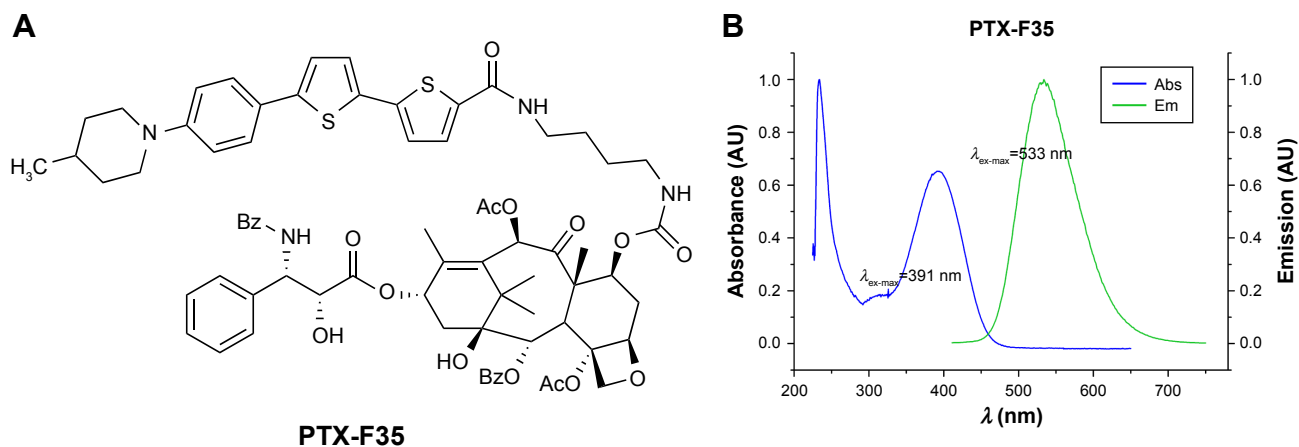 A
O
S
S
NH
N
H₃C
NH
O
O
AcO
O
Bz
NH
O
O
OH
HO
BzO
AcO
O
PTX-F35
B
PTX-F35
Abs
Em
λex-max=533 nm
λex-max=391 nm
Absorbance (AU)
1.0
0.8
0.6
0.4
0.2
0.0
Emission (AU)
1.0
0.8
0.6
0.4
0.2
0.0
200 300 400 500 600 700
λ (nm)